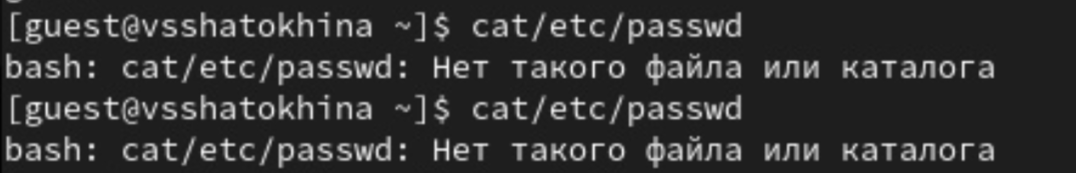 [guest@vsshatokhina ~]$ cat/etc/passwd
bash: cat/etc/passwd: Нет такого файла или каталога
[guest@vsshatokhina ~]$ cat/etc/passwd
bash: cat/etc/passwd: Нет такого файла или каталога